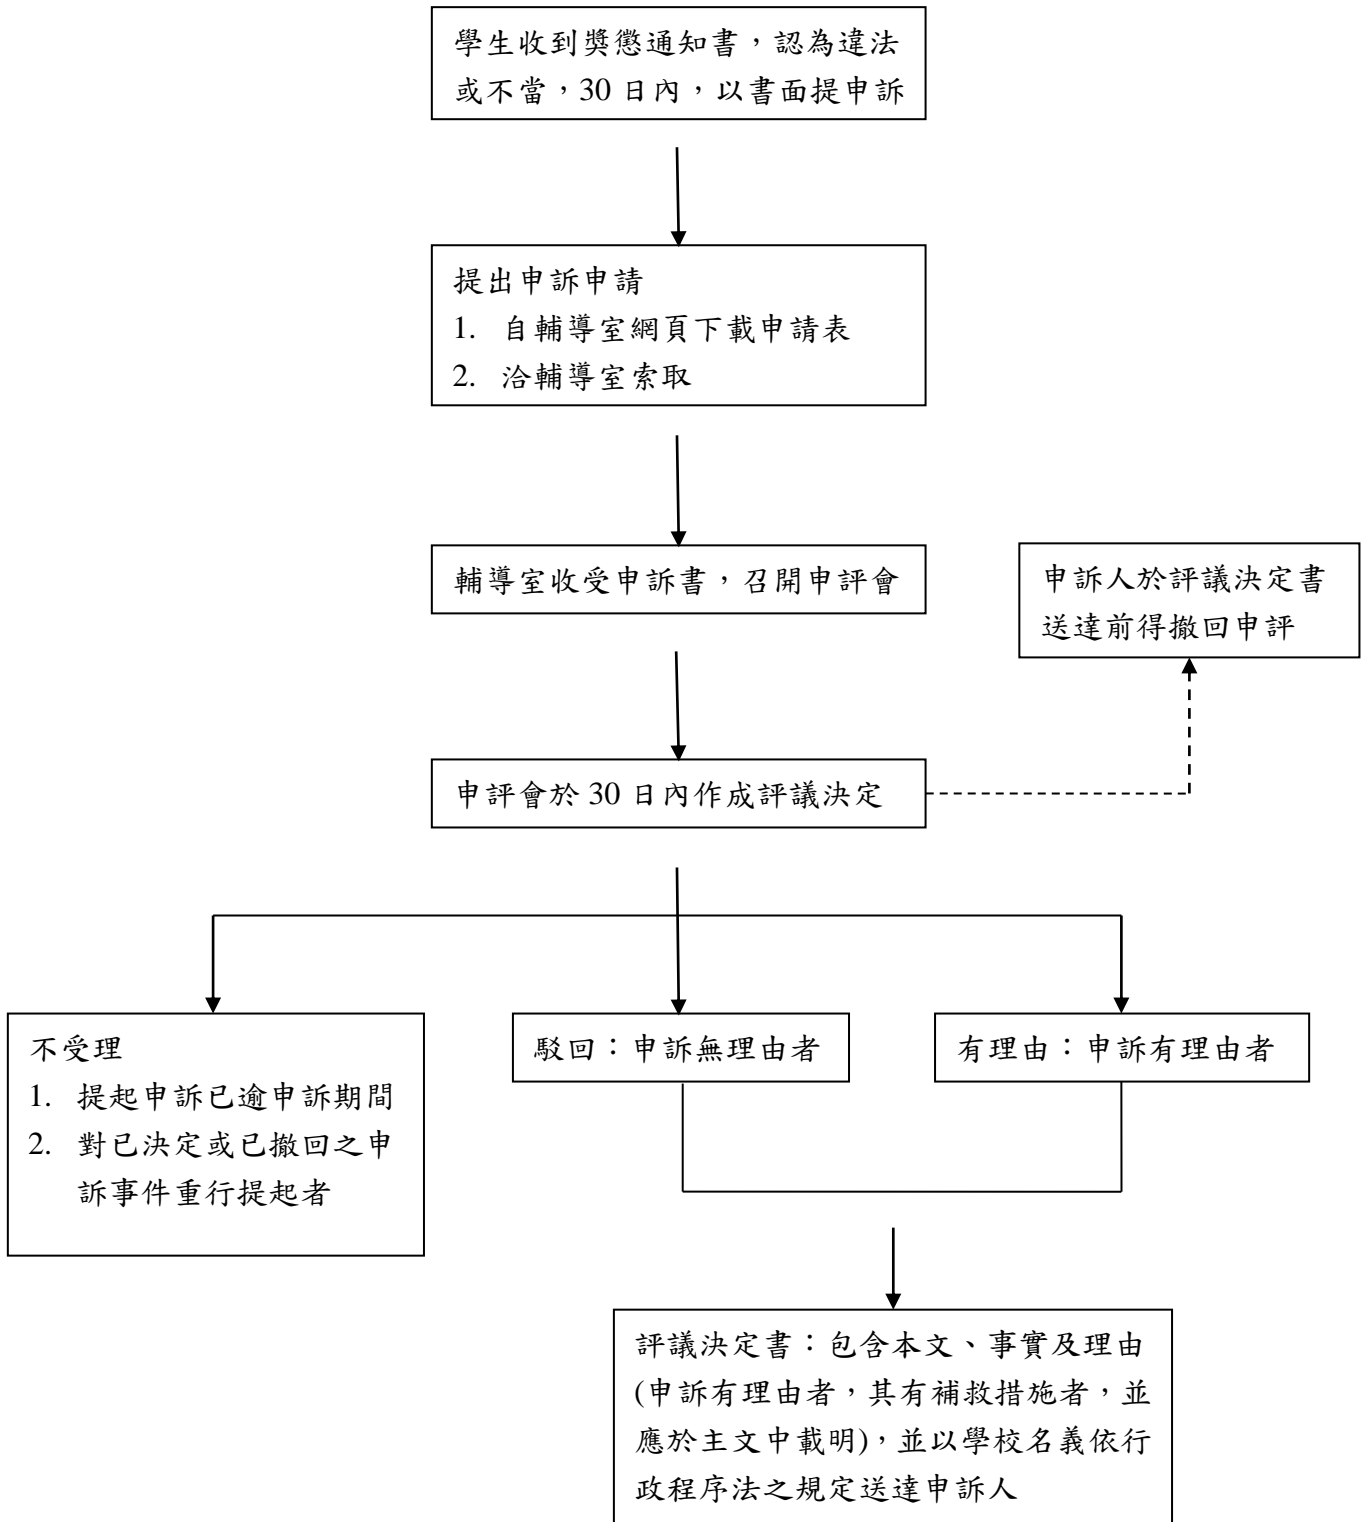 學生收到獎懲通知書，認為違法
或不當，30 日內，以書面提申訴
提出申訴申請
1. 自輔導室網頁下載申請表
2. 洽輔導室索取
輔導室收受申訴書，召開申評會
申訴人於評議決定書
送達前得撤回申評
申評會於 30 日內作成評議決定
不受理
1. 提起申訴已逾申訴期間
2. 對已決定或已撤回之申
訴事件重行提起者
駁回：申訴無理由者
有理由：申訴有理由者
評議決定書：包含本文、事實及理由
(申訴有理由者，其有補救措施者，並
應於主文中載明)，並以學校名義依行
政程序法之規定送達申訴人